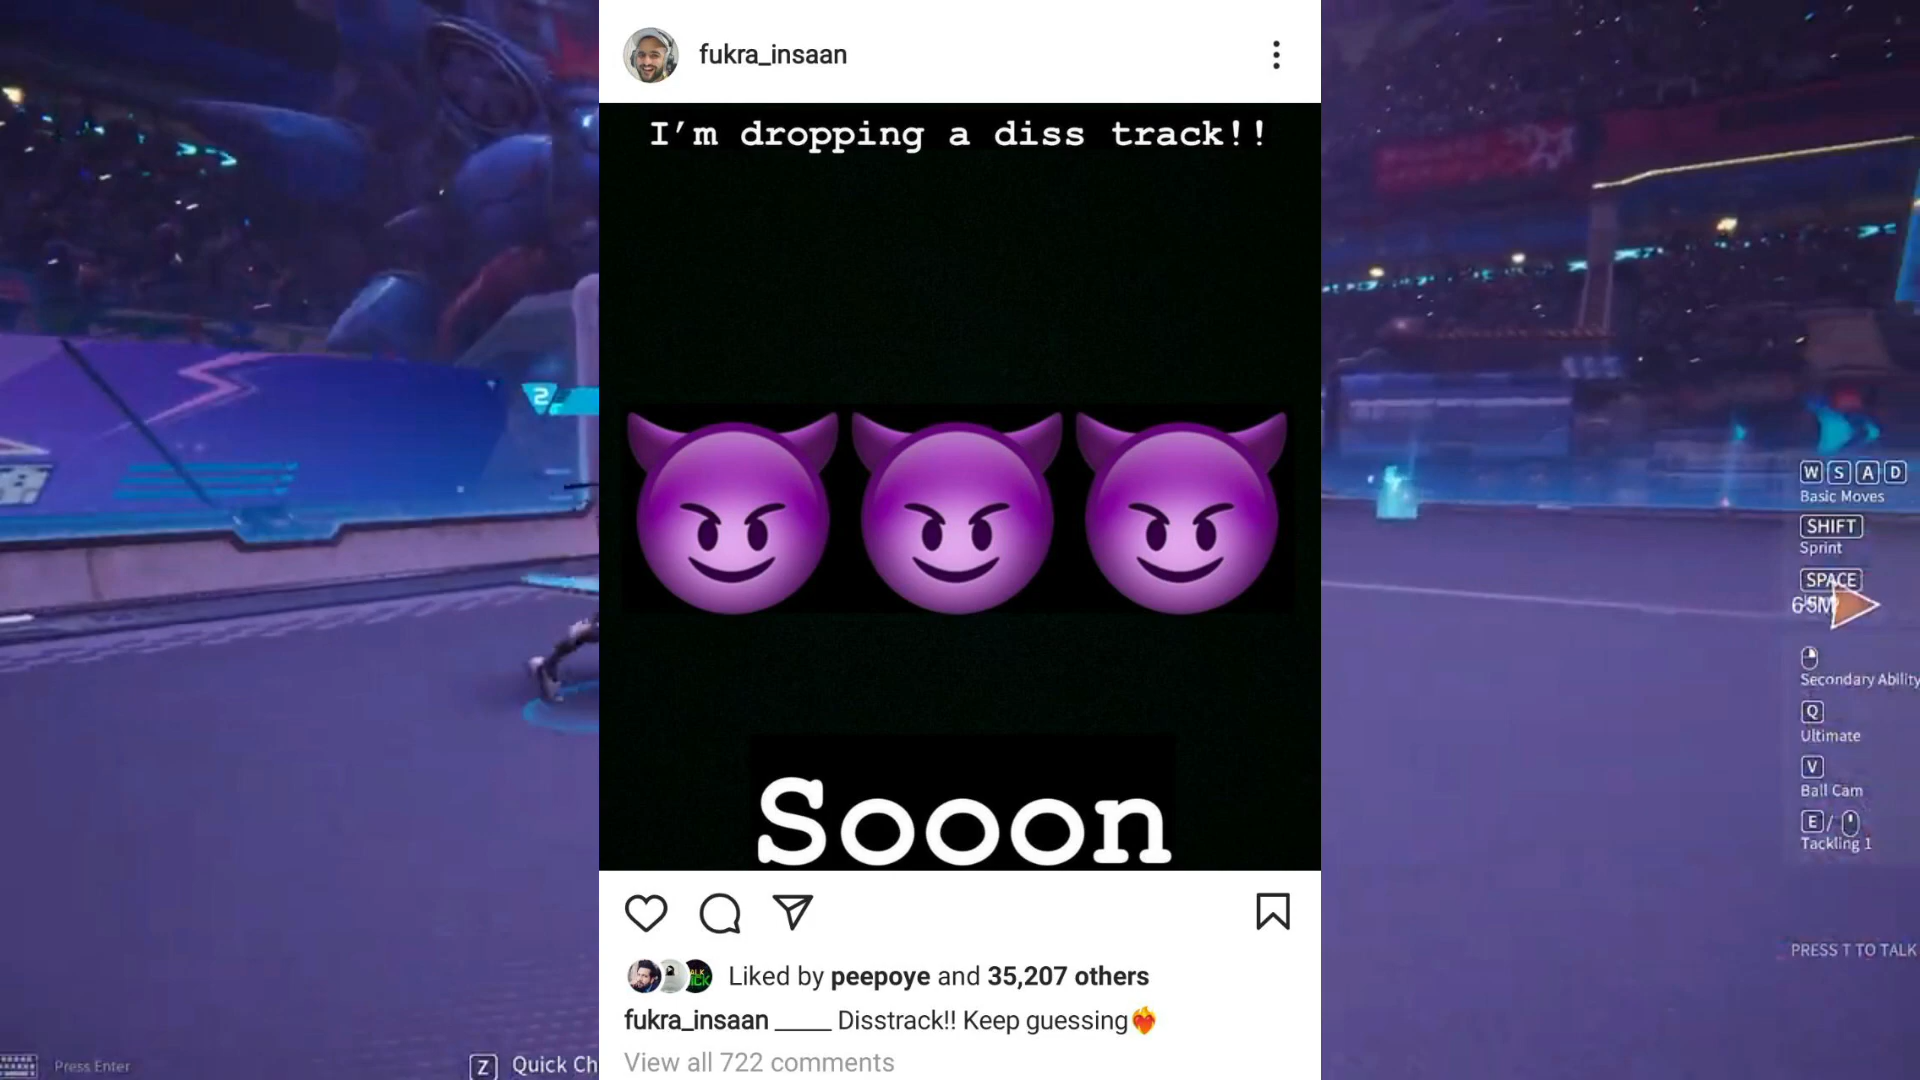 fukra_insaan
I’m dropping a diss track!!
Sooon
Liked by peepoye and 35,207 others
fukra_insaan _____ Disstrack!! Keep guessing❤️‍🔥
View all 722 comments
2
W S A D
Basic Moves
SHIFT
Sprint
SPACE
65M
Secondary Ability
Q
Ultimate
V
Ball Cam
E /
Tackling 1
PRESS T TO TALK
Press Enter
Z Quick Ch